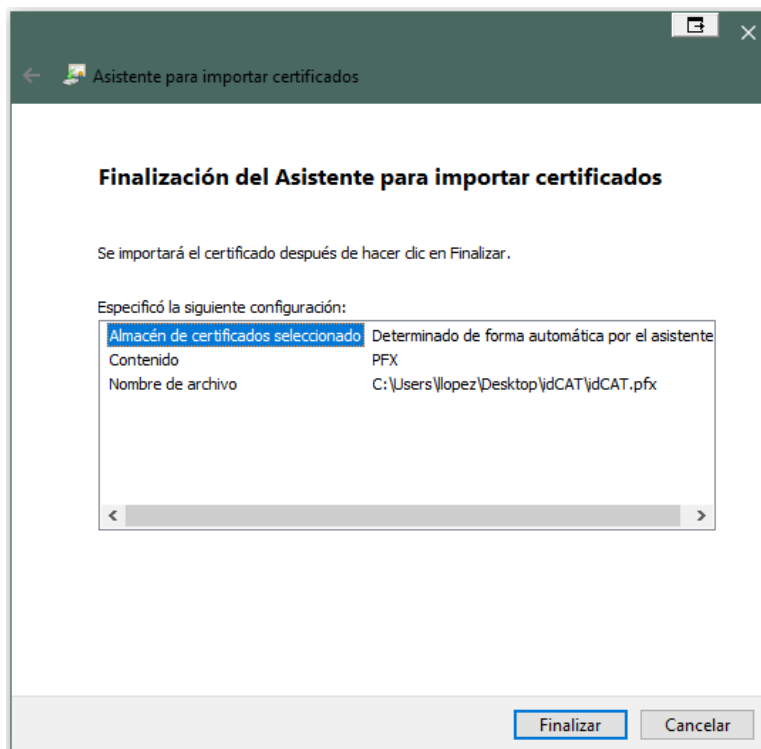 Asistente para importar certificados
Finalización del Asistente para importar certificados
Se importará el certificado después de hacer clic en Finalizar.
Especificó la siguiente configuración:
Almacén de certificados seleccionado Determinado de forma automática por el asistente
Contenido PFX
Nombre de archivo C:\Users\llopez\Desktop\idCAT\idCAT.pfx
Finalizar Cancelar